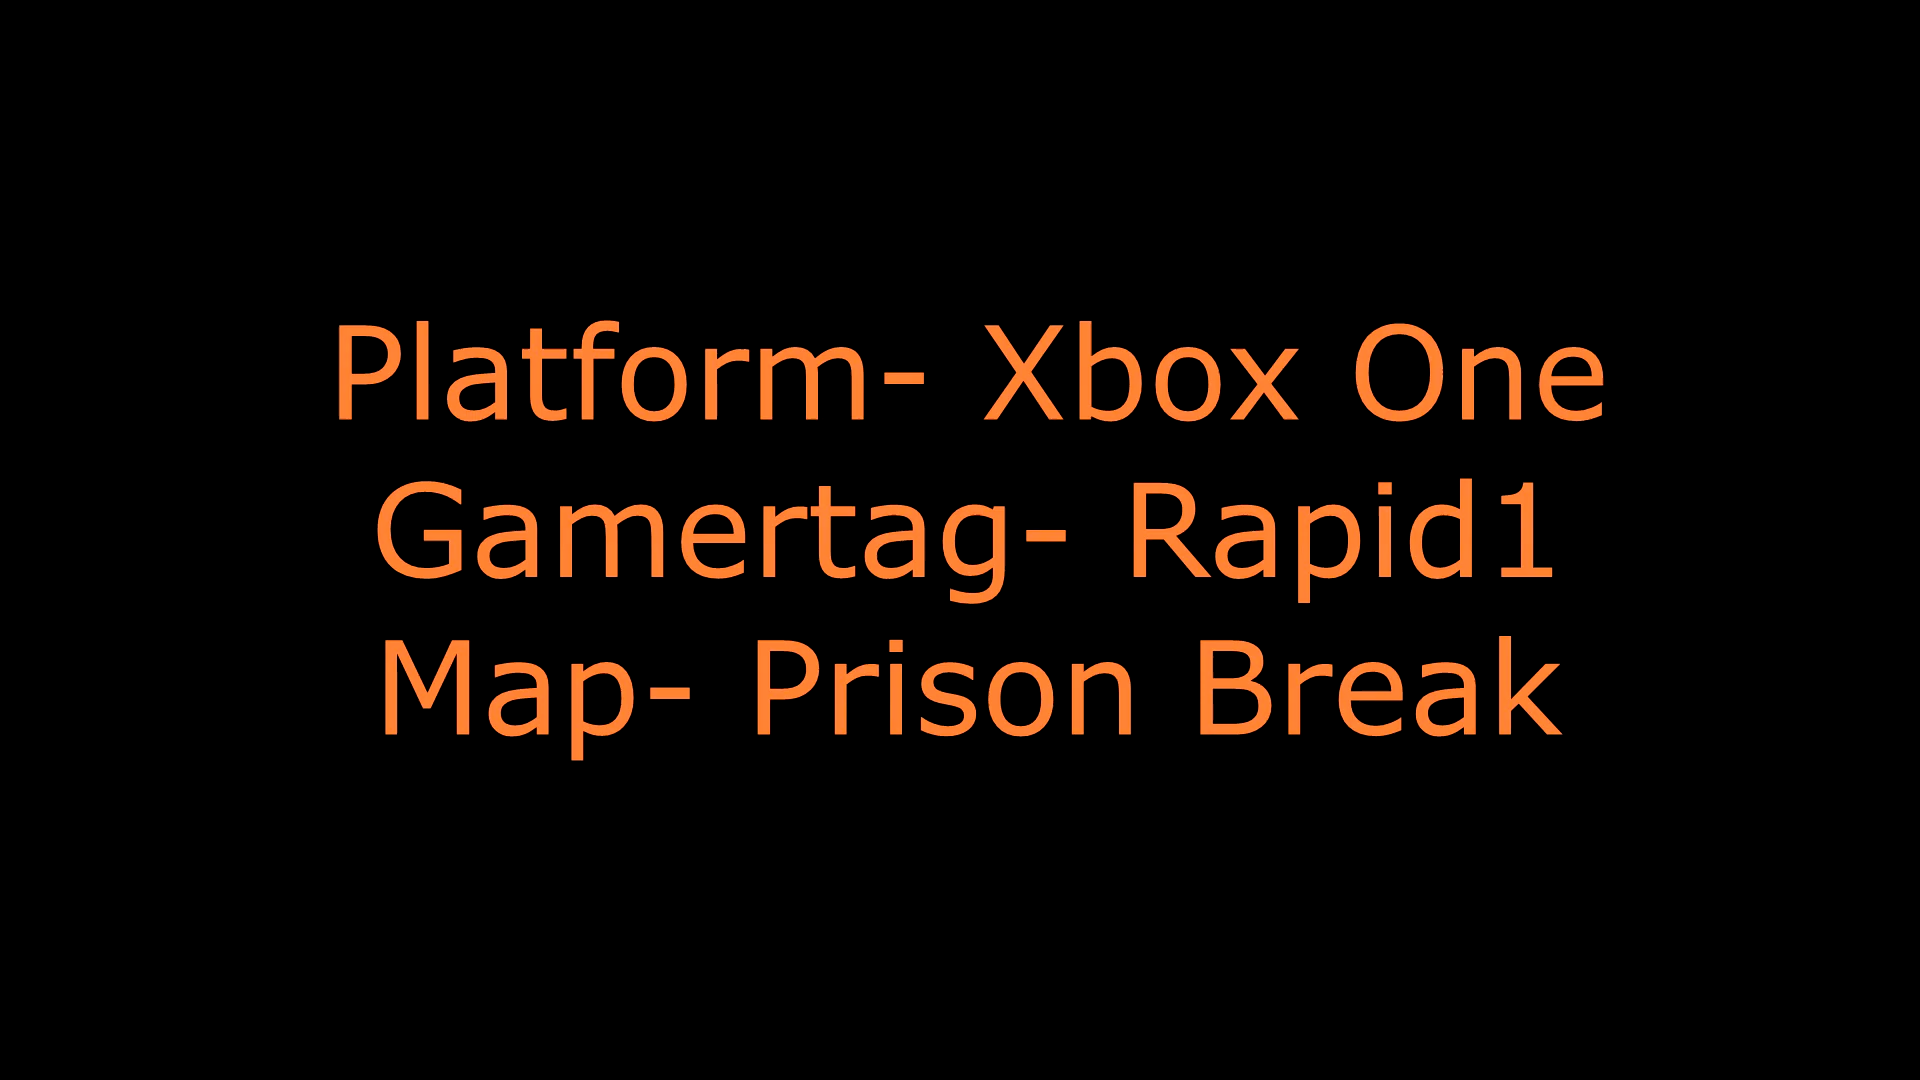 Platform- Xbox One
Gamertag- Rapid1
Map- Prison Break